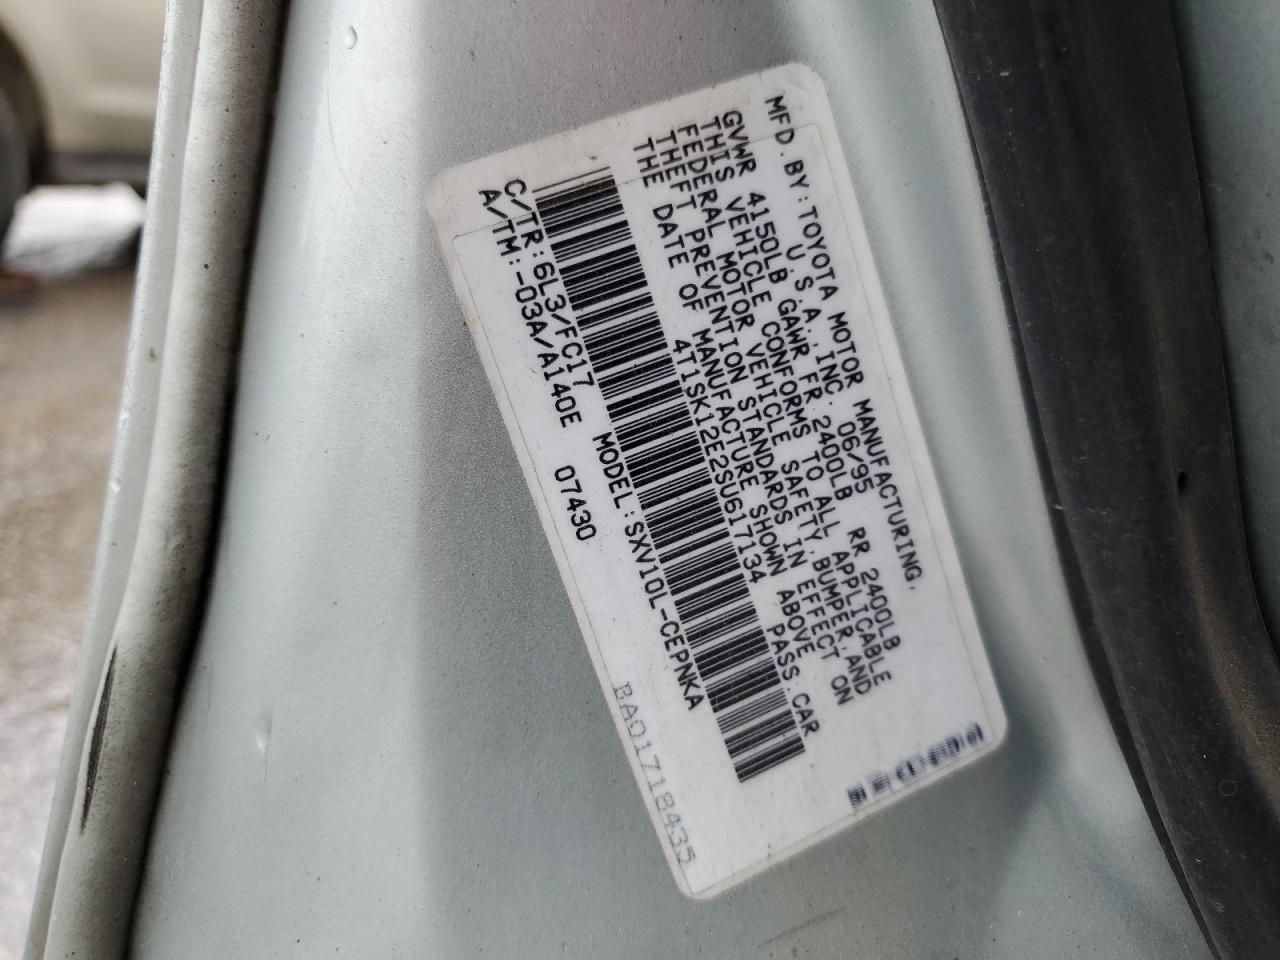 MFD.BY:TOYOTA MOTOR MANUFACTURING.
U.S.A.,INC. 06/95
GVWR 4150LB GAWR FR 2400LB RR 2400LB
THIS VEHICLE CONFORMS TO ALL APPLICABLE
FEDERAL MOTOR VEHICLE SAFETY,BUMPER,AND
THEFT PREVENTION STANDARDS IN EFFECT ON
THE DATE OF MANUFACTURE SHOWN ABOVE.
4T1SK12E2SU617134 PASS.CAR
C/TR:6L3/FC17 MODEL:SXV10L-CEPNKA
A/TM:-03A/A140E 07430
BA01718435